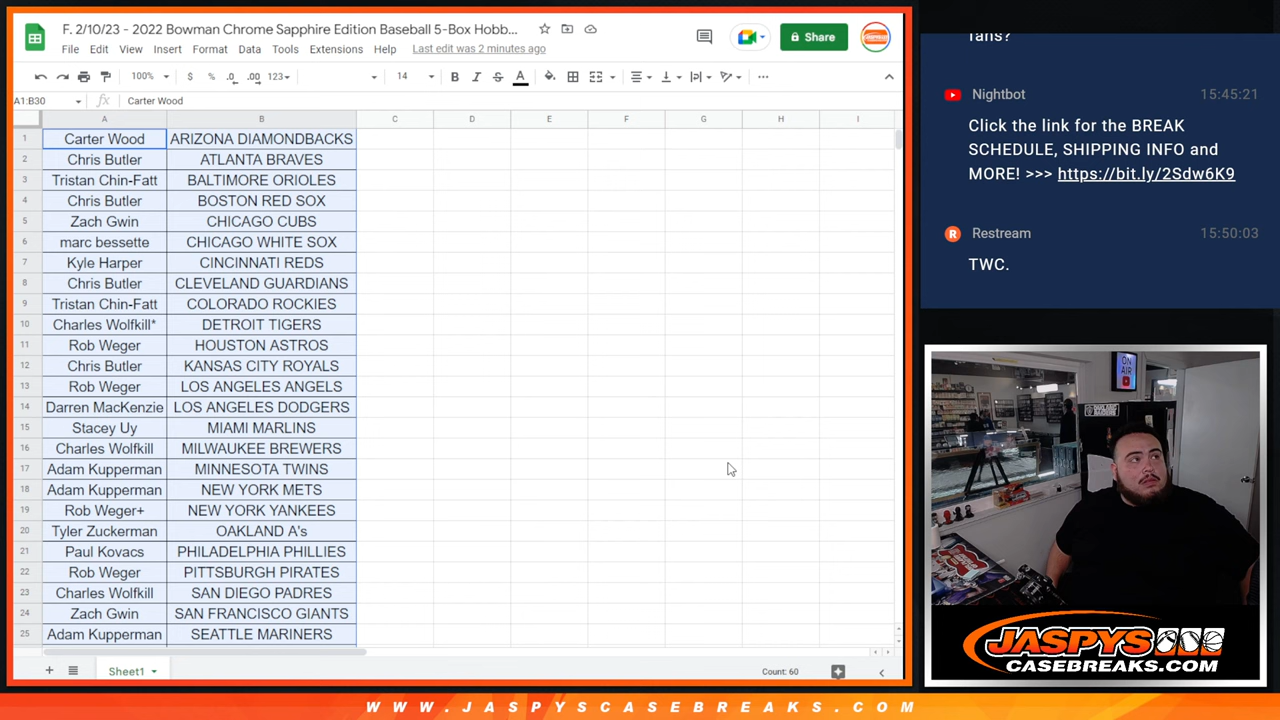 F. 2/10/23 - 2022 Bowman Chrome Sapphire Edition Baseball 5-Box Hobb...
File Edit View Insert Format Data Tools Extensions Help Last edit was 2 minutes ago
Share
100% $ % .0 .00 123 14 B I S A
A1:B30 fx Carter Wood
A B C D E F G H I
1 Carter Wood ARIZONA DIAMONDBACKS
2 Chris Butler ATLANTA BRAVES
3 Tristan Chin-Fatt BALTIMORE ORIOLES
4 Chris Butler BOSTON RED SOX
5 Zach Gwin CHICAGO CUBS
6 marc bessette CHICAGO WHITE SOX
7 Kyle Harper CINCINNATI REDS
8 Chris Butler CLEVELAND GUARDIANS
9 Tristan Chin-Fatt COLORADO ROCKIES
10 Charles Wolfkill* DETROIT TIGERS
11 Rob Weger HOUSTON ASTROS
12 Chris Butler KANSAS CITY ROYALS
13 Rob Weger LOS ANGELES ANGELS
14 Darren MacKenzie LOS ANGELES DODGERS
15 Stacey Uy MIAMI MARLINS
16 Charles Wolfkill MILWAUKEE BREWERS
17 Adam Kupperman MINNESOTA TWINS
18 Adam Kupperman NEW YORK METS
19 Rob Weger+ NEW YORK YANKEES
20 Tyler Zuckerman OAKLAND A's
21 Paul Kovacs PHILADELPHIA PHILLIES
22 Rob Weger PITTSBURGH PIRATES
23 Charles Wolfkill SAN DIEGO PADRES
24 Zach Gwin SAN FRANCISCO GIANTS
25 Adam Kupperman SEATTLE MARINERS
Sheet1
Count: 60
fans?
Nightbot 15:45:21
Click the link for the BREAK
SCHEDULE, SHIPPING INFO and
MORE! >>> https://bit.ly/2Sdw6K9
Restream 15:50:03
TWC.
ON
AIR
JASPYS
CASEBREAKS.COM
WWW.JASPYSCASEBREAKS.COM